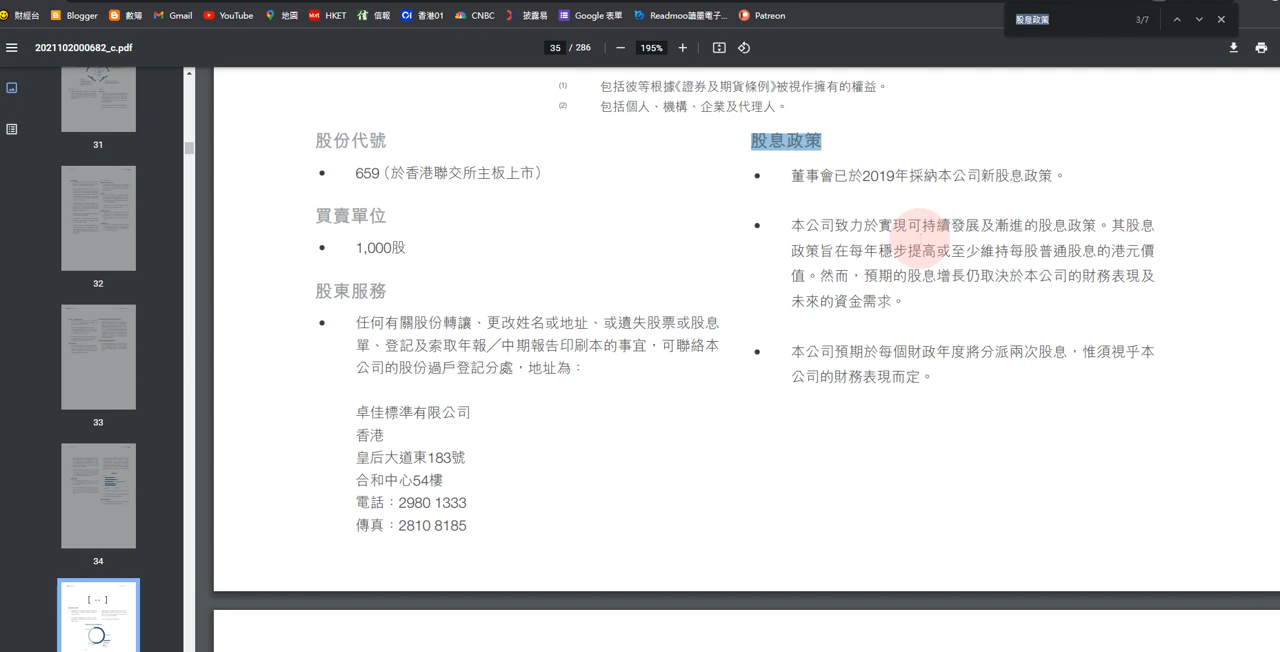 財經台 Blogger 數簿 Gmail YouTube 地圖 HKET 信報 香港01 CNBC 披露易 Google 表單 Readmoo讀墨電子... Patreon
股息政策 3/7
2021102000682_c.pdf 35 / 286 195%
31
32
33
34
(1) 包括彼等根據《證券及期貨條例》被視作擁有的權益。
(2) 包括個人、機構、企業及代理人。
股份代號
• 659（於香港聯交所主板上市）
買賣單位
• 1,000股
股東服務
• 任何有關股份轉讓、更改姓名或地址、或遺失股票或股息
單、登記及索取年報╱中期報告印刷本的事宜，可聯絡本
公司的股份過戶登記分處，地址為：
卓佳標準有限公司
香港
皇后大道東183號
合和中心54樓
電話：2980 1333
傳真：2810 8185
股息政策
• 董事會已於2019年採納本公司新股息政策。
• 本公司致力於實現可持續發展及漸進的股息政策。其股息
政策旨在每年穩步提高或至少維持每股普通股息的港元價
值。然而，預期的股息增長仍取決於本公司的財務表現及
未來的資金需求。
• 本公司預期於每個財政年度將分派兩次股息，惟須視乎本
公司的財務表現而定。